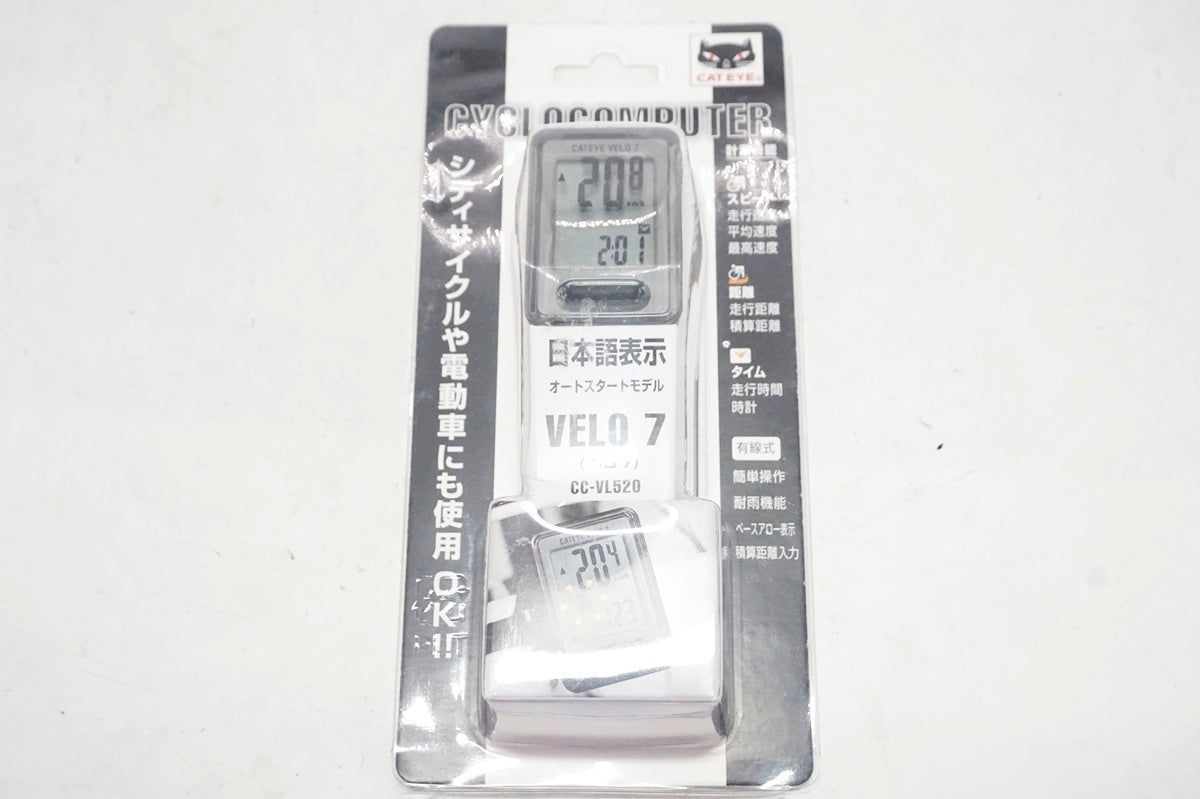 CAT EYE®
CYCLOCOMPUTER
シティサイクルや電動車にも使用OK!!
CATEYE VELO 7
20.8
km/h
2:01
日本語表示
オートスタートモデル
VELO 7
CC-VL520
20.4
計測機能
スピード
走行速度
平均速度
最高速度
距離
走行距離
積算距離
タイム
走行時間
時計
有線式
簡単操作
耐雨機能
ペースアロー表示
積算距離入力